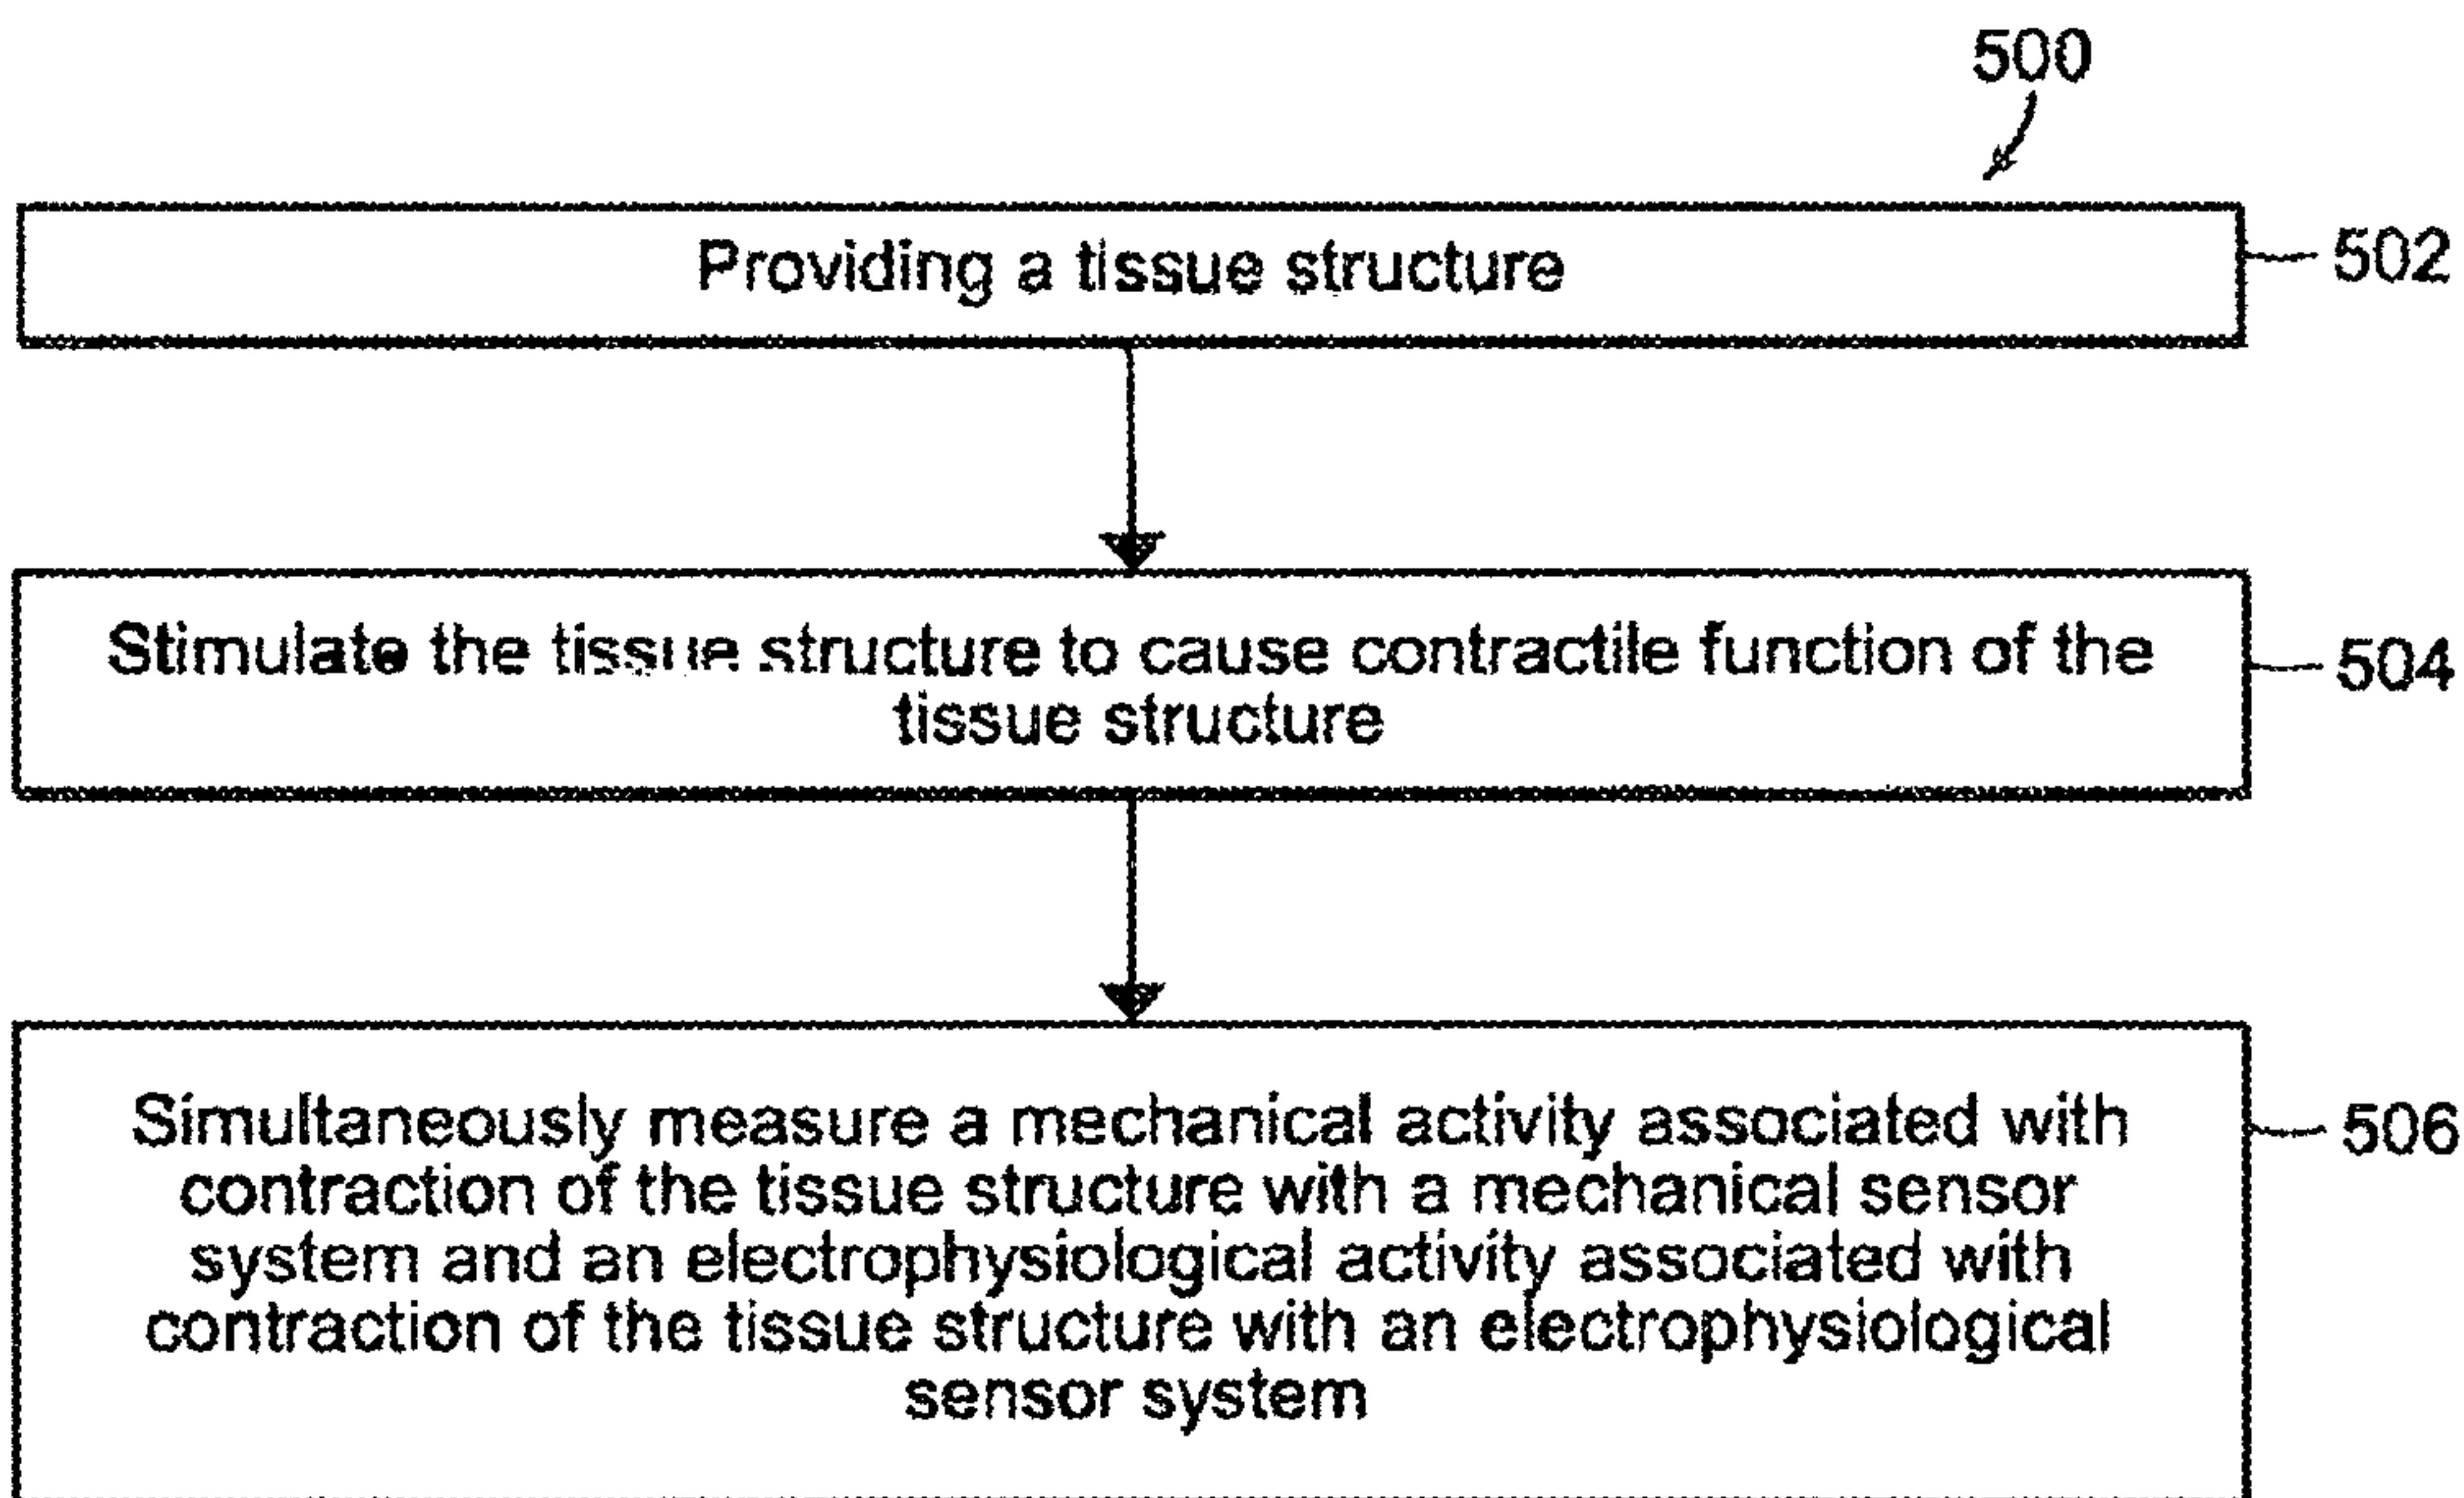 500
Providing a tissue structure
502
Stimulate the tissue structure to cause contractile function of the
tissue structure
504
Simultaneously measure a mechanical activity associated with
contraction of the tissue structure with a mechanical sensor
system and an electrophysiological activity associated with
contraction of the tissue structure with an electrophysiological
sensor system
506